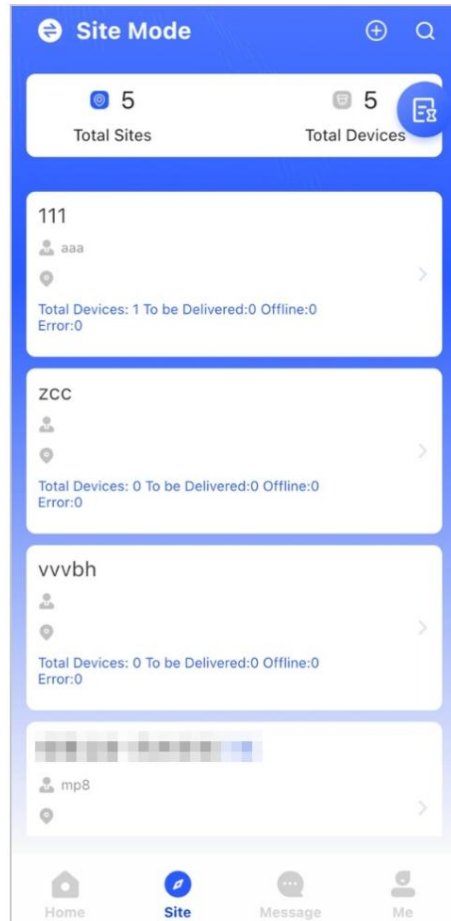 Site Mode
5 5
Total Sites Total Devices
111
aaa
Total Devices: 1 To be Delivered:0 Offline:0
Error:0
zcc
Total Devices: 0 To be Delivered:0 Offline:0
Error:0
vvvbh
Total Devices: 0 To be Delivered:0 Offline:0
Error:0
mp8
Home Site Message Me